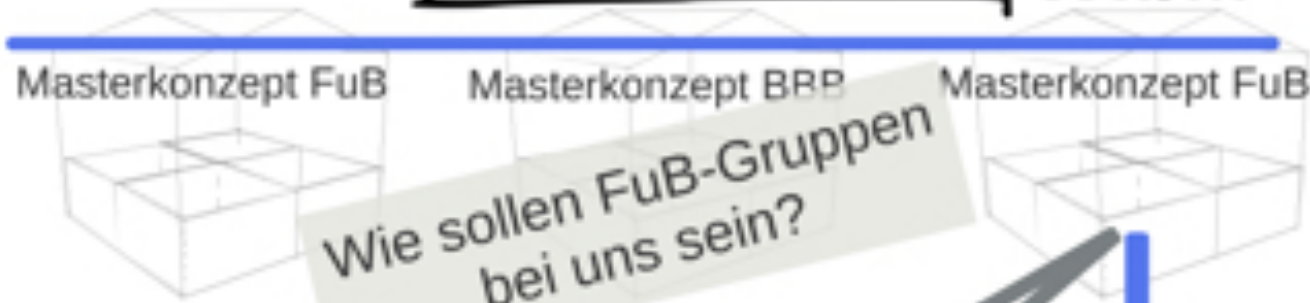 Masterkonzept FuB
Masterkonzept BBB
Masterkonzept FuB
Wie sollen FuB-Gruppen
bei uns sein?